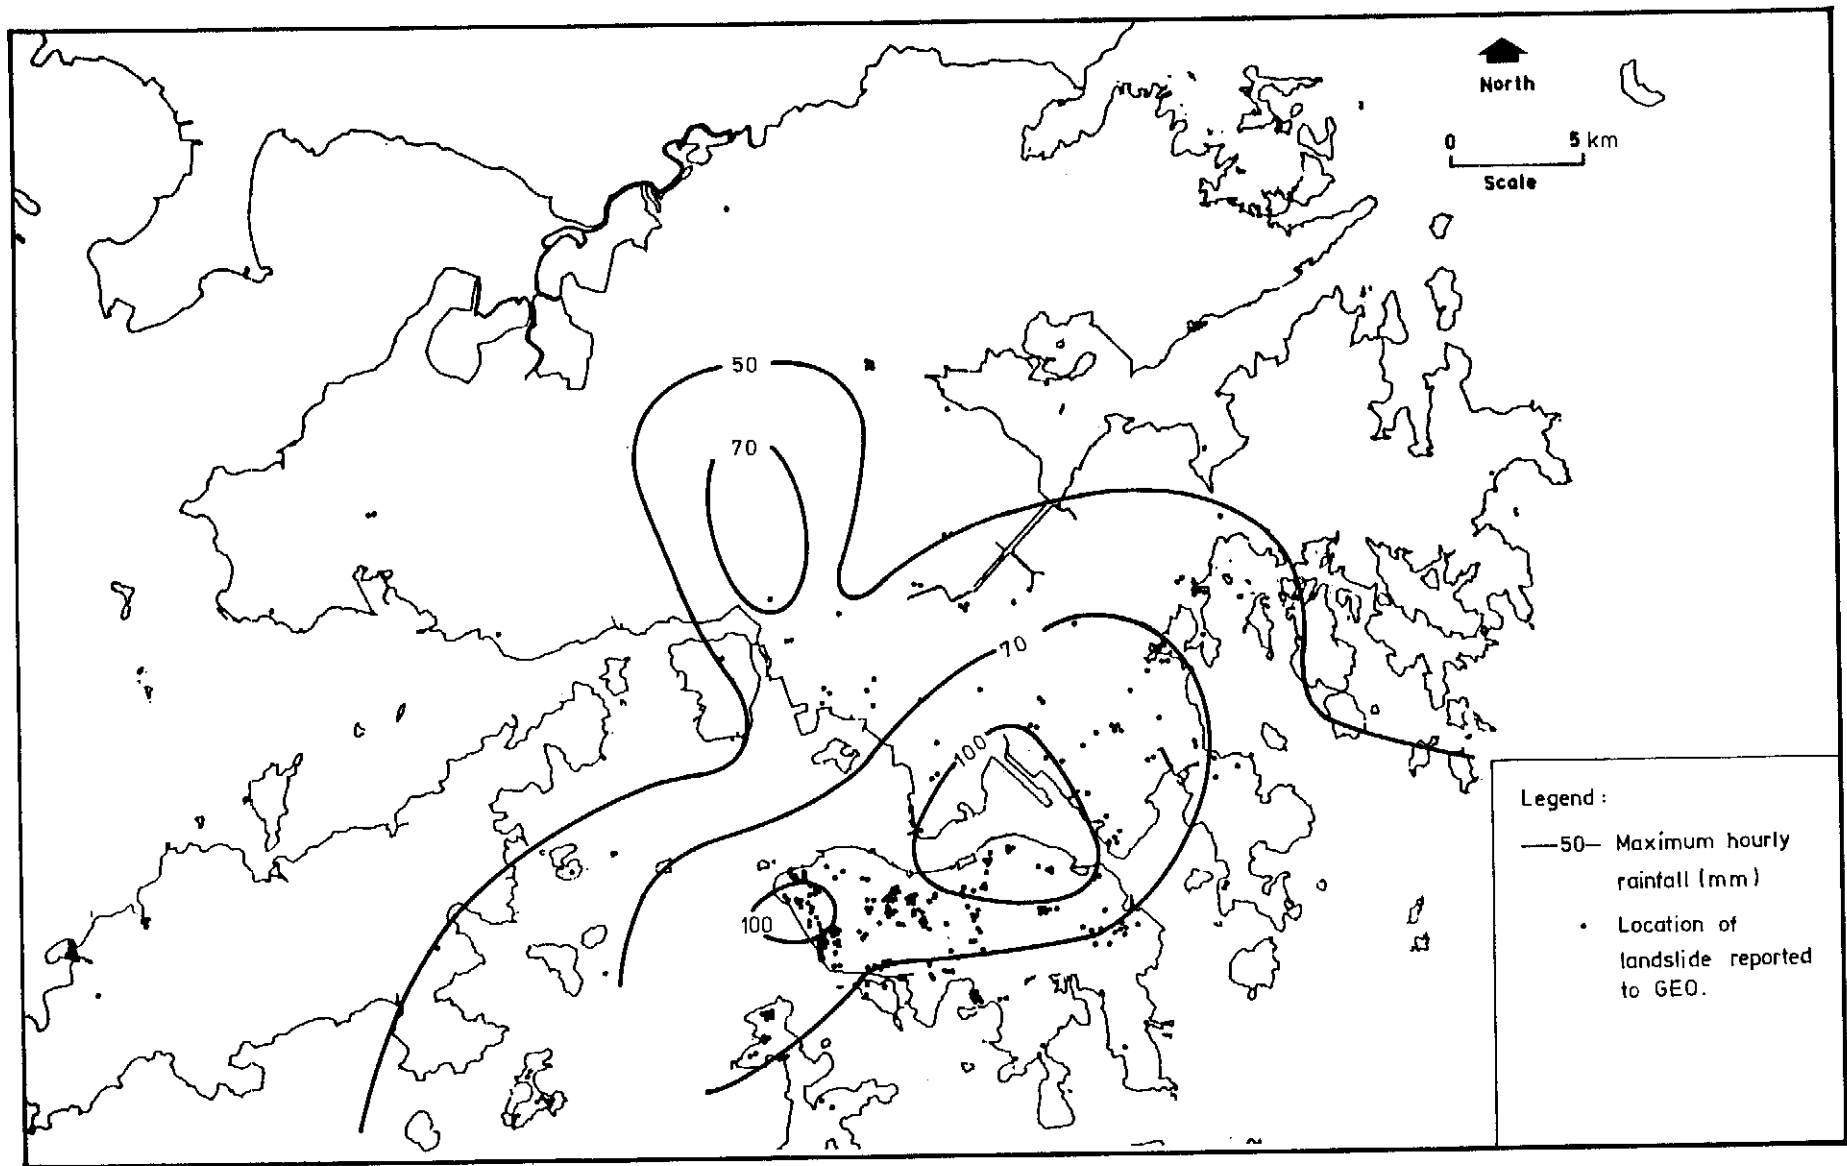 North
0 5 km
Scale
50
70
70
100
100
Legend :
—50— Maximum hourly
rainfall (mm)
• Location of
landslide reported
to GEO.